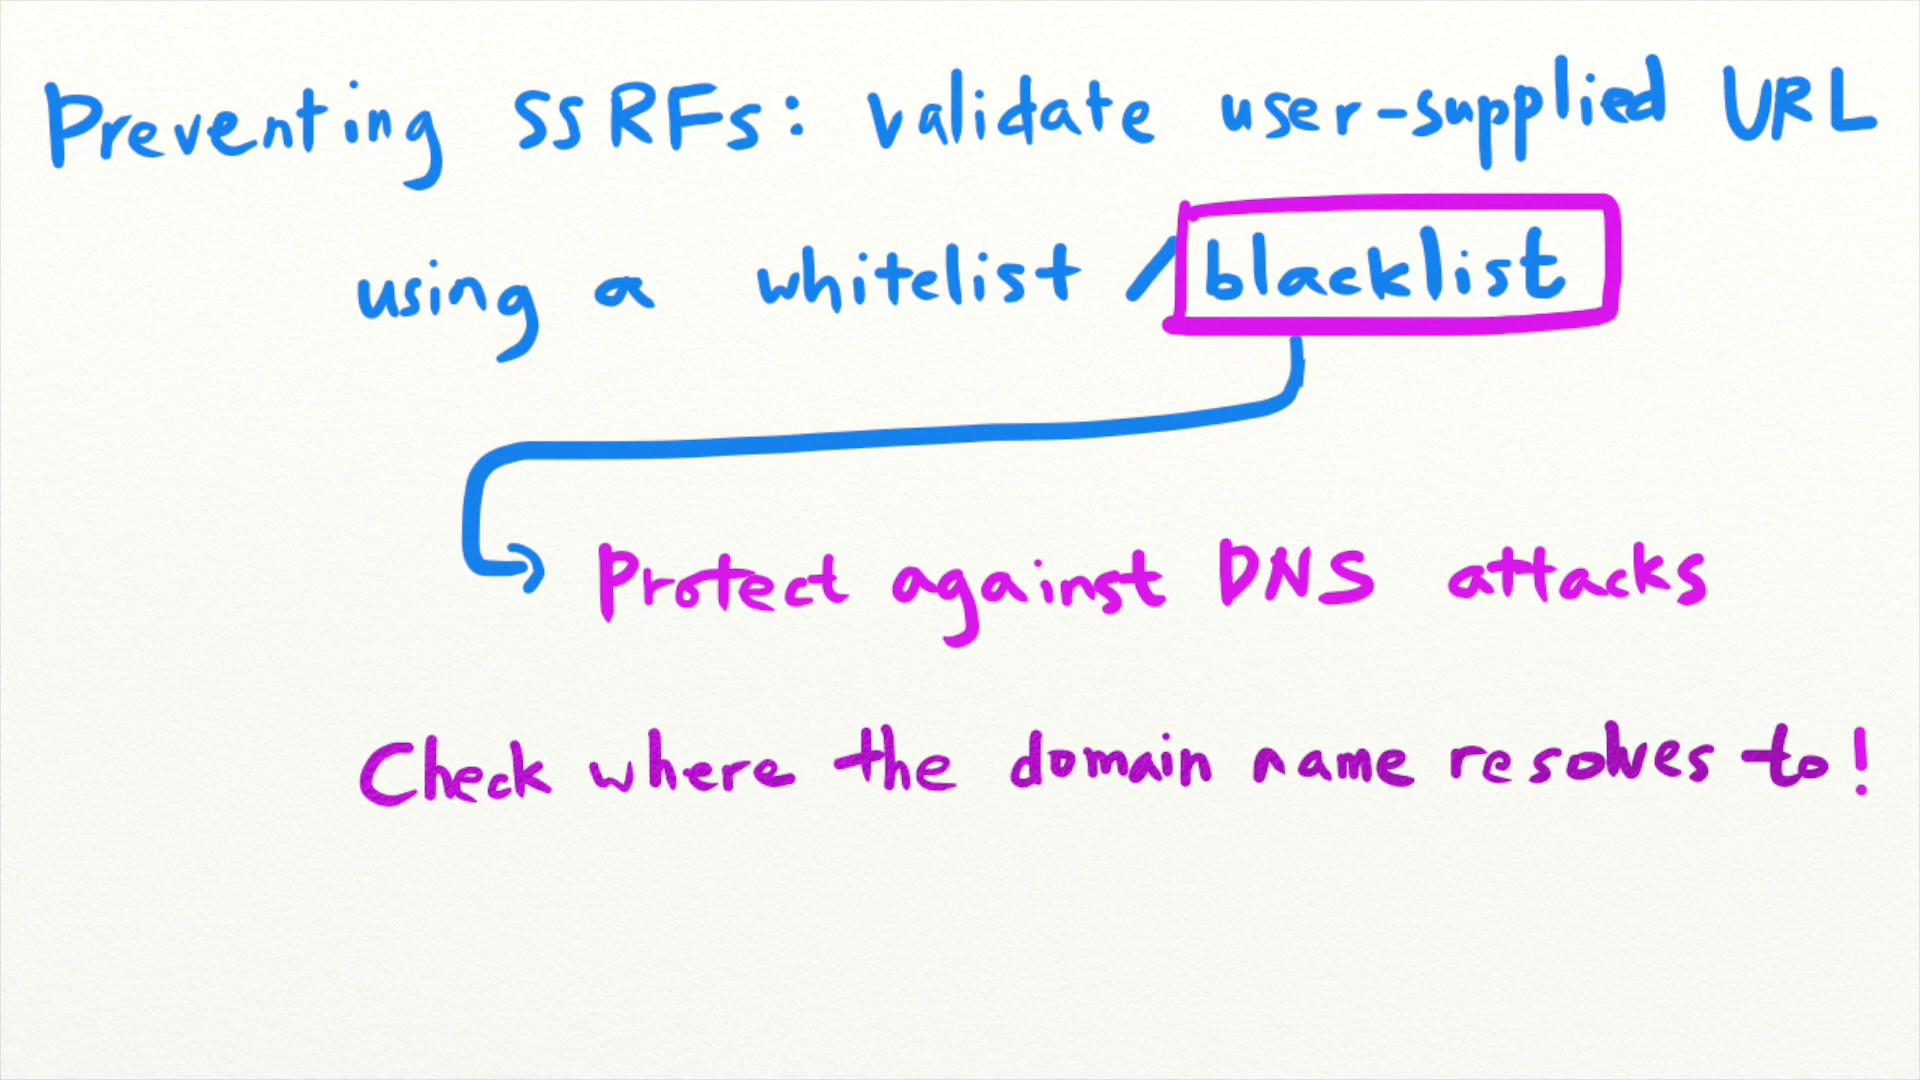 Preventing SSRFs: Validate user-supplied URL
using a whitelist / blacklist
Protect against DNS attacks
Check where the domain name resolves to!